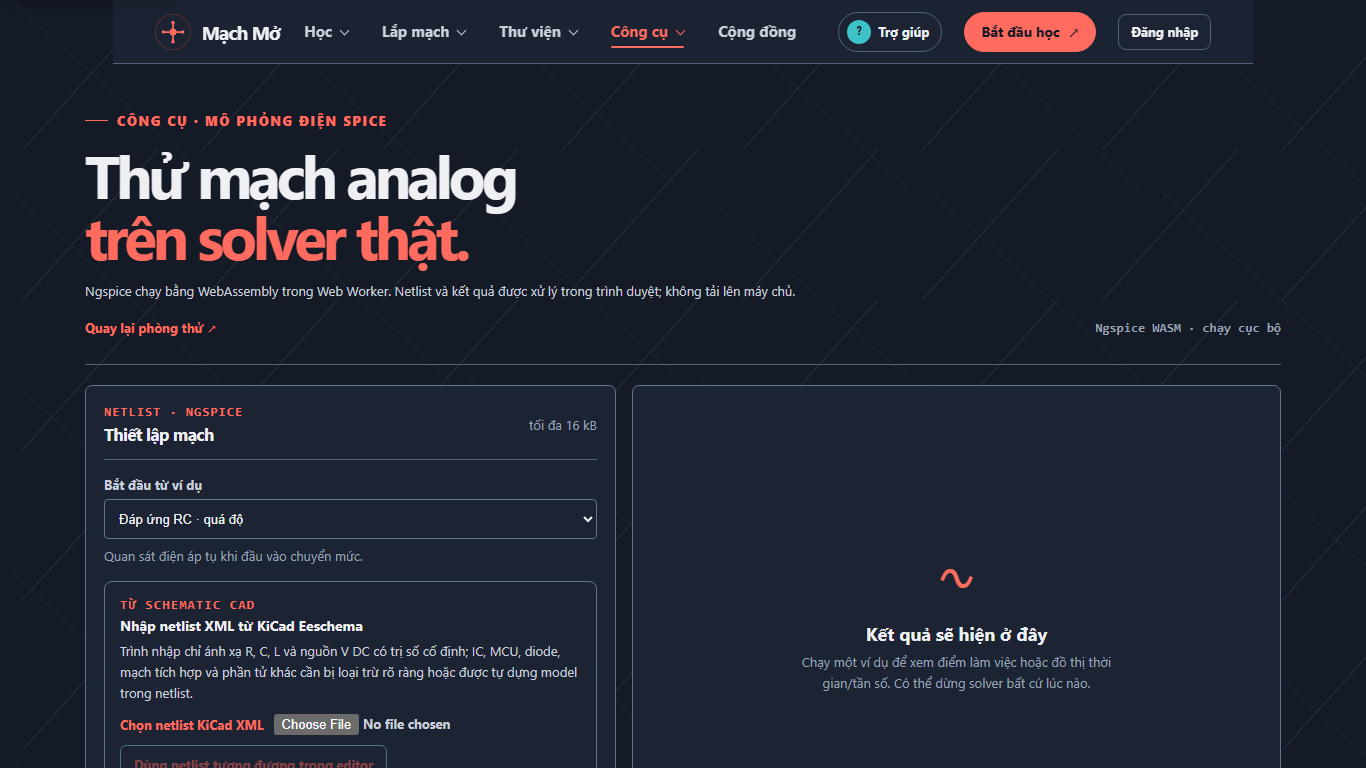 Mạch Mở
Học
Lắp mạch
Thư viện
Công cụ
Cộng đồng
? Trợ giúp
Bắt đầu học ↗
Đăng nhập
CÔNG CỤ · MÔ PHỎNG ĐIỆN SPICE
Thử mạch analog
trên solver thật.
Ngspice chạy bằng WebAssembly trong Web Worker. Netlist và kết quả được xử lý trong trình duyệt; không tải lên máy chủ.
Quay lại phòng thử ↗
Ngspice WASM · chạy cục bộ
NETLIST · NGSPICE
Thiết lập mạch
tối đa 16 kB
Bắt đầu từ ví dụ
Đáp ứng RC · quá độ
Quan sát điện áp tụ khi đầu vào chuyển mức.
TỪ SCHEMATIC CAD
Nhập netlist XML từ KiCad Eeschema
Trình nhập chỉ ánh xạ R, C, L và nguồn V DC có trị số cố định; IC, MCU, diode,
mạch tích hợp và phần tử khác cần bị loại trừ rõ ràng hoặc được tự dựng model
trong netlist.
Chọn netlist KiCad XML
Choose File No file chosen
Dùng netlist tương đương trong editor
Kết quả sẽ hiện ở đây
Chạy một ví dụ để xem điểm làm việc hoặc đồ thị thời
gian/tần số. Có thể dừng solver bất cứ lúc nào.